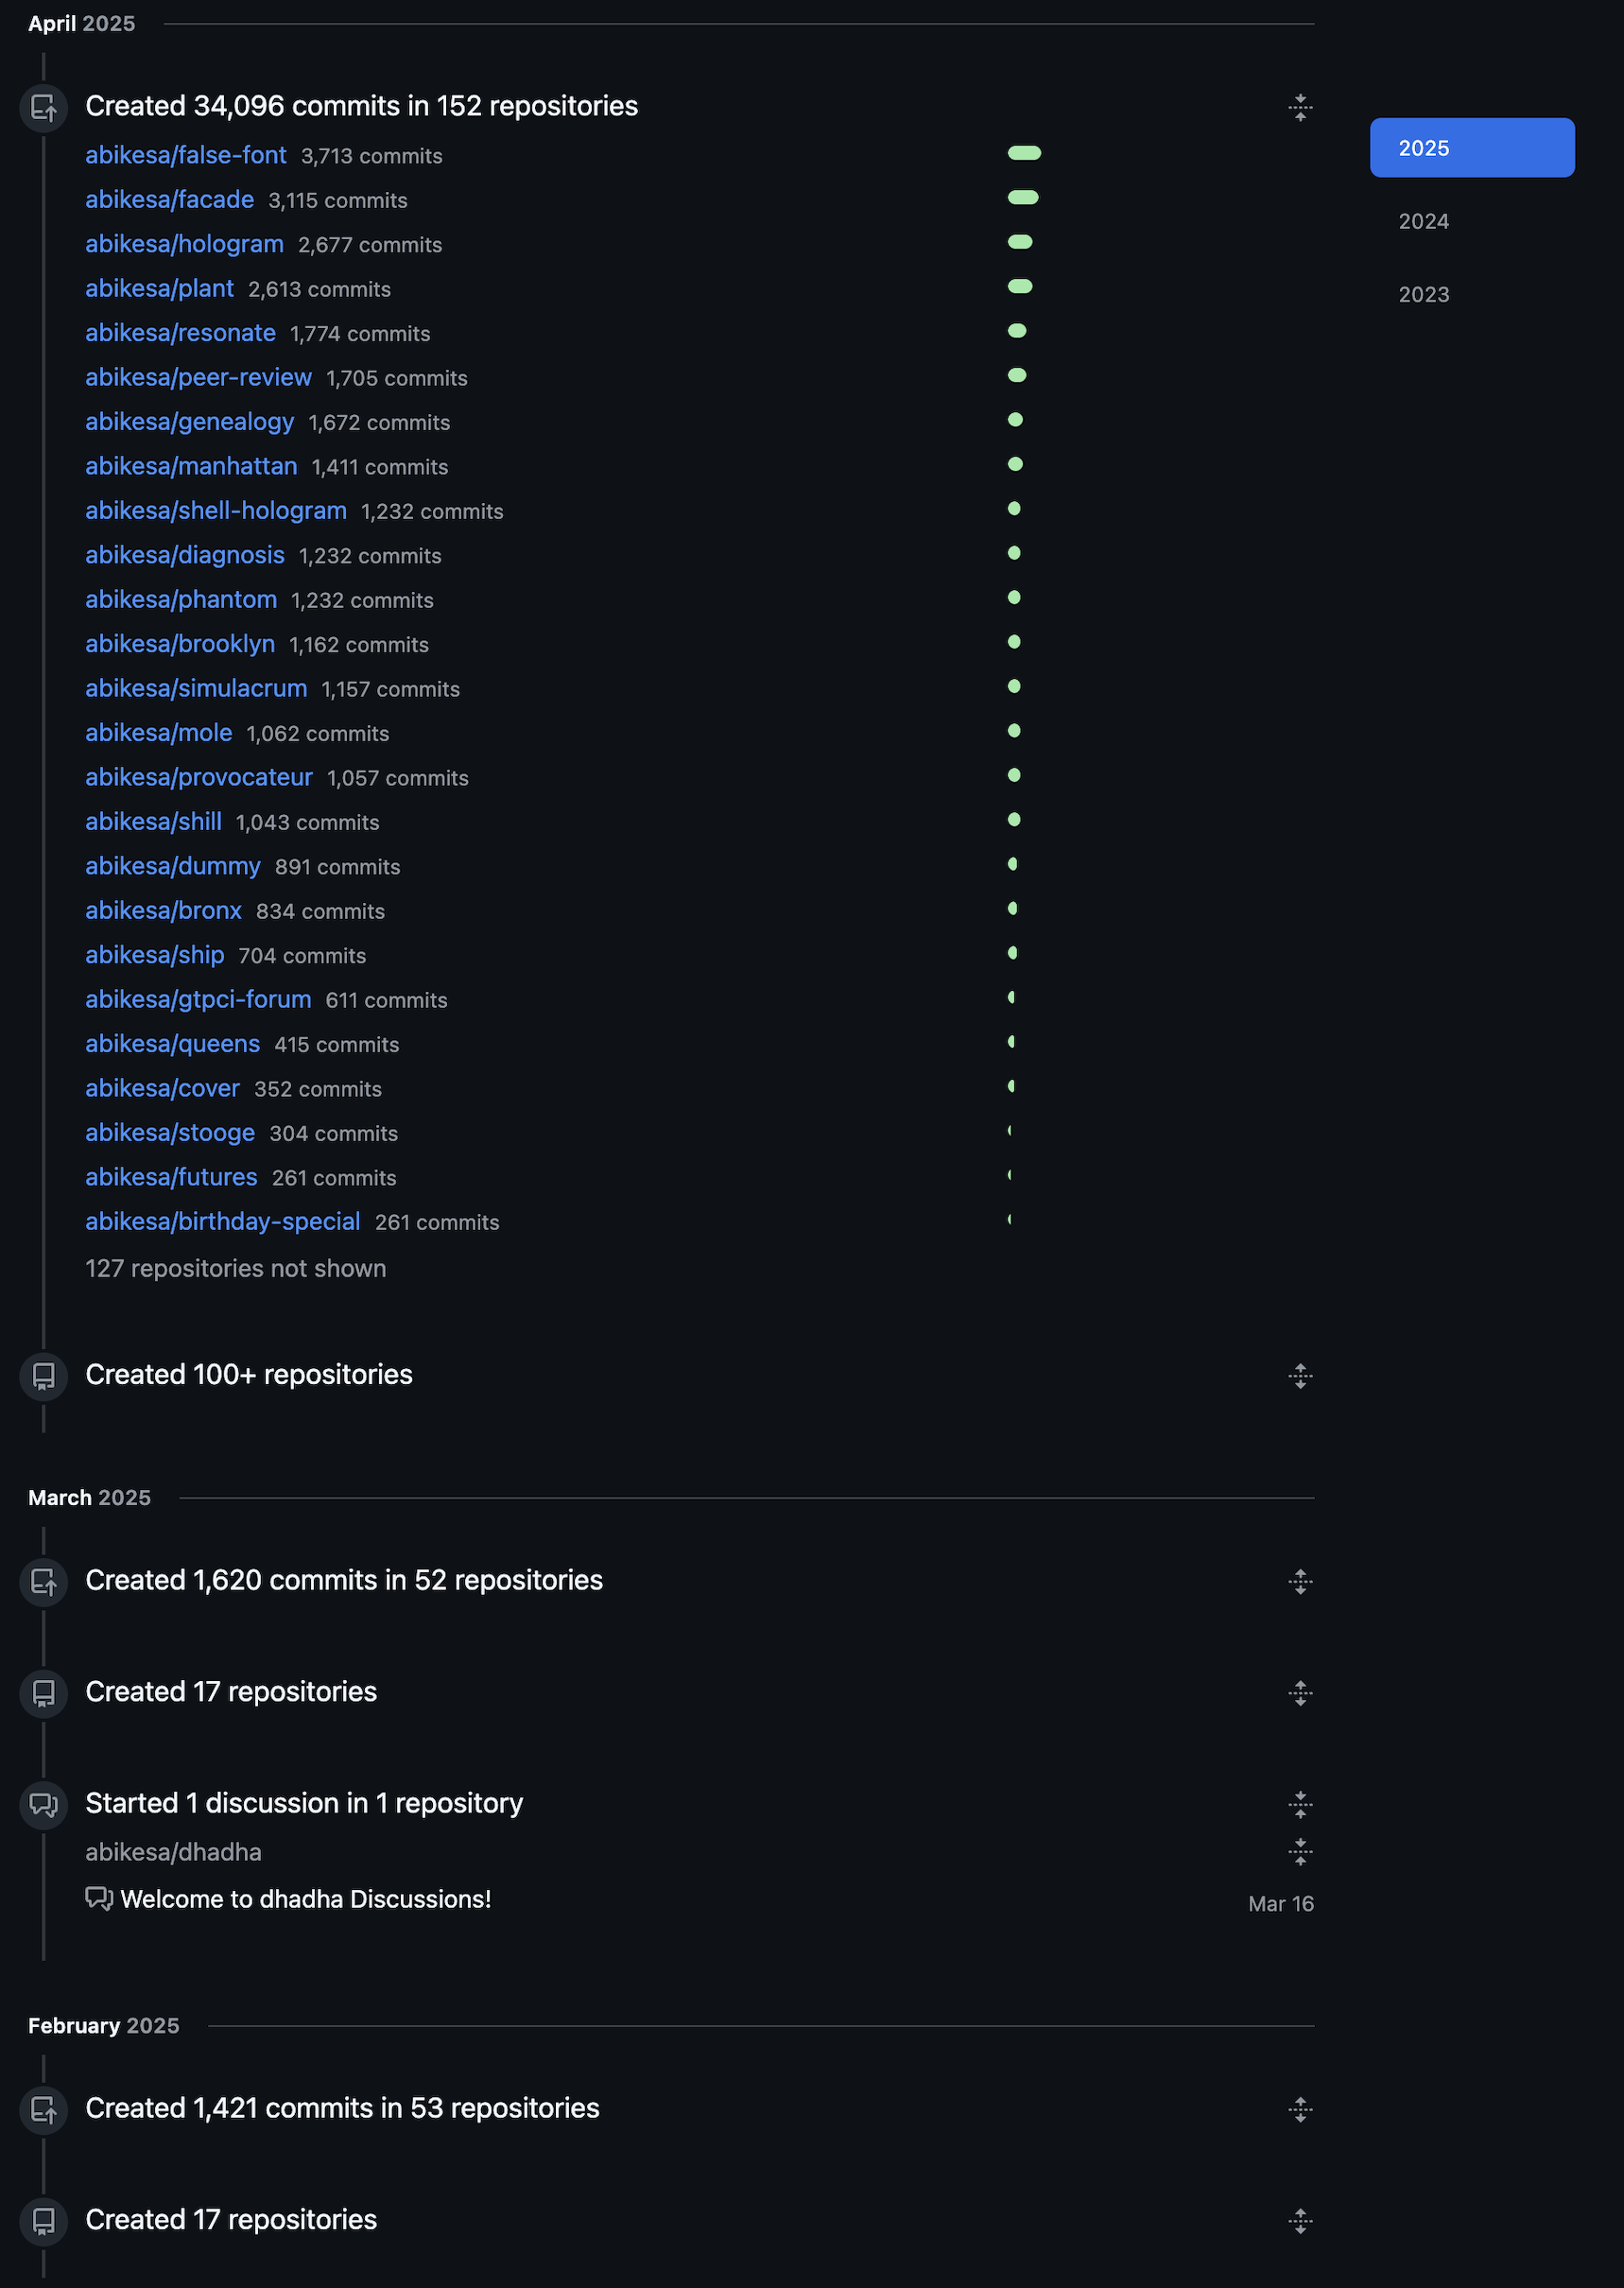 April 2025
Created 34,096 commits in 152 repositories
abikesa/false-font 3,713 commits
abikesa/facade 3,115 commits
abikesa/hologram 2,677 commits
abikesa/plant 2,613 commits
abikesa/resonate 1,774 commits
abikesa/peer-review 1,705 commits
abikesa/genealogy 1,672 commits
abikesa/manhattan 1,411 commits
abikesa/shell-hologram 1,232 commits
abikesa/diagnosis 1,232 commits
abikesa/phantom 1,232 commits
abikesa/brooklyn 1,162 commits
abikesa/simulacrum 1,157 commits
abikesa/mole 1,062 commits
abikesa/provocateur 1,057 commits
abikesa/shill 1,043 commits
abikesa/dummy 891 commits
abikesa/bronx 834 commits
abikesa/ship 704 commits
abikesa/gtpci-forum 611 commits
abikesa/queens 415 commits
abikesa/cover 352 commits
abikesa/stooge 304 commits
abikesa/futures 261 commits
abikesa/birthday-special 261 commits
127 repositories not shown
Created 100+ repositories
March 2025
Created 1,620 commits in 52 repositories
Created 17 repositories
Started 1 discussion in 1 repository
abikesa/dhadha
Welcome to dhadha Discussions! Mar 16
February 2025
Created 1,421 commits in 53 repositories
Created 17 repositories
2025
2024
2023